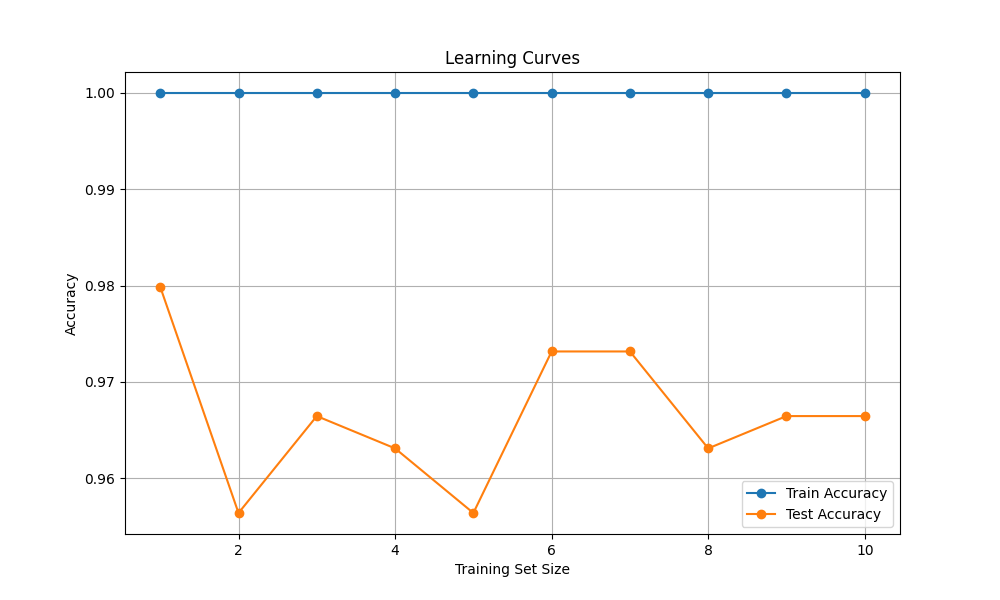 Learning Curves
1.00
0.99
0.98
0.97
0.96
Accuracy
Train Accuracy
Test Accuracy
2 4 6 8 10
Training Set Size